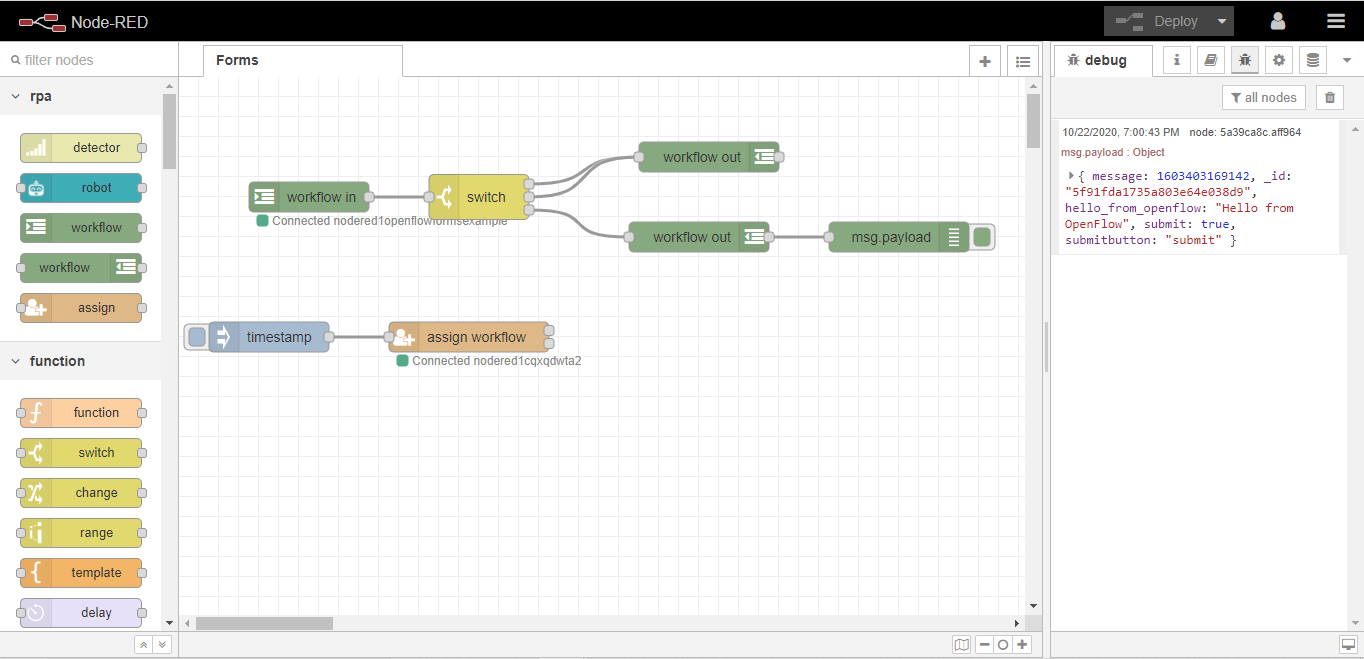 Node-RED
Deploy
filter nodes
Forms
debug
i
all nodes
rpa
detector
robot
workflow
workflow
assign
function
function
switch
change
range
template
delay
workflow in
Connected nodered1openflowformsexample
switch
workflow out
workflow out
msg.payload
timestamp
assign workflow
Connected nodered1cqxqdwta2
10/22/2020, 7:00:43 PM node: 5a39ca8c.aff964
msg.payload : Object
{ message: 1603403169142, _id:
"5f91fda1735a803e64e038d9",
hello_from_openflow: "Hello from
OpenFlow", submit: true,
submitbutton: "submit" }